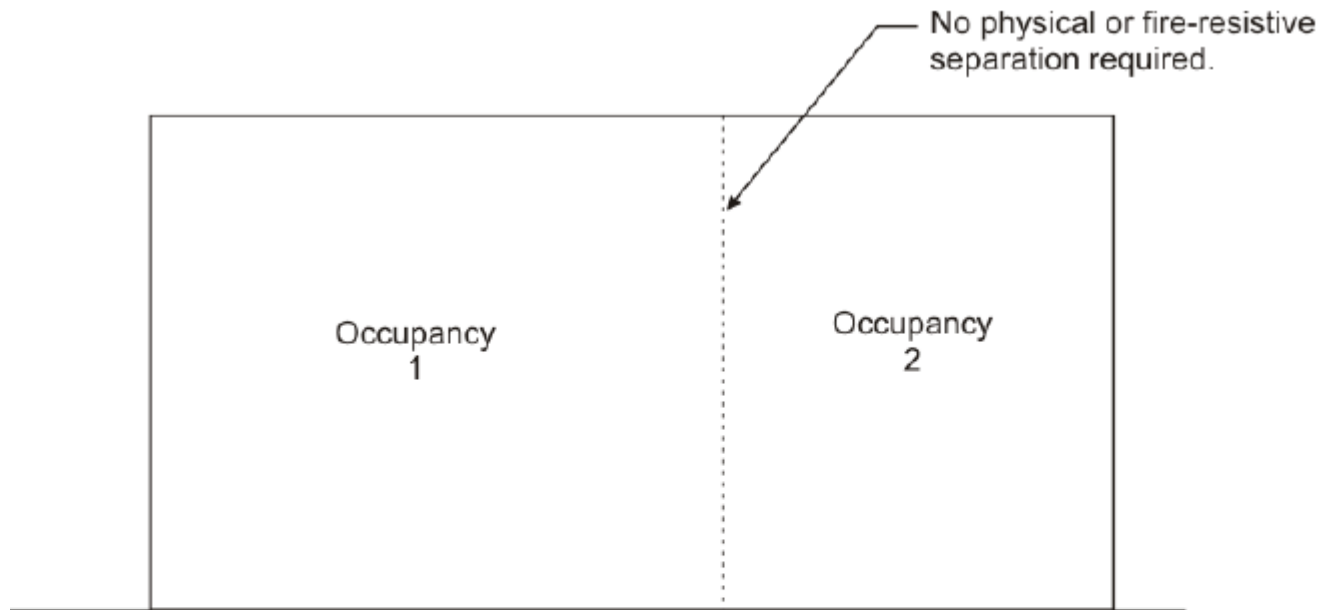 No physical or fire-resistive
separation required.
Occupancy
1
Occupancy
2